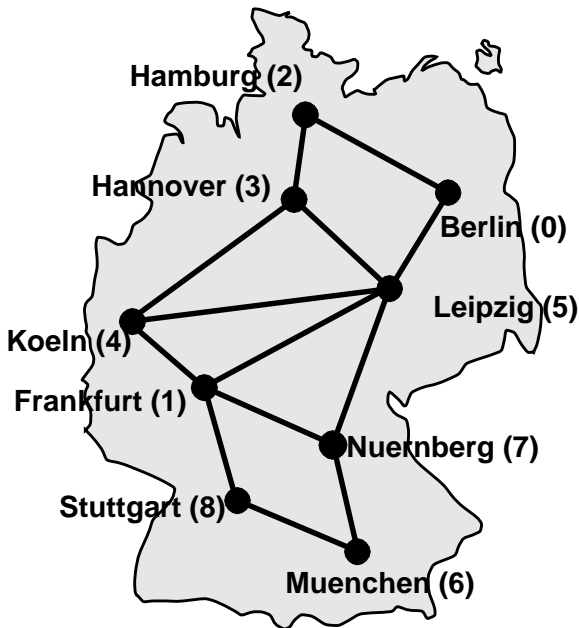 Hamburg (2)
Hannover (3)
Berlin (0)
Leipzig (5)
Koeln (4)
Frankfurt (1)
Nuernberg (7)
Stuttgart (8)
Muenchen (6)